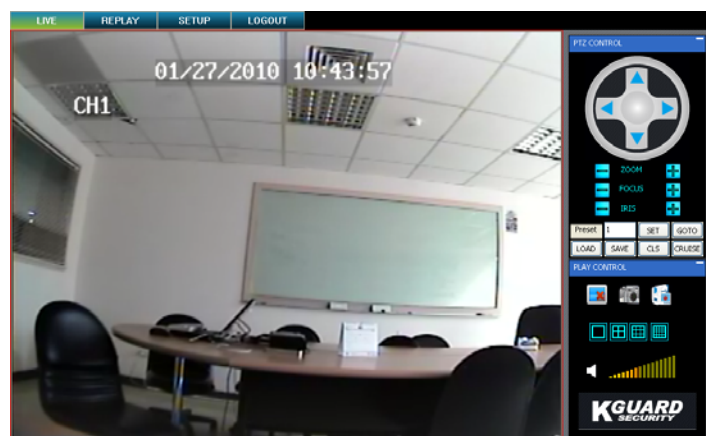 LIVE REPLAY SETUP LOGOUT
01/27/2010 10:43:57
CH1
PTZ CONTROL
ZOOM
FOCUS
IRIS
Preset 1 SET GOTO
LOAD SAVE CLS CRUISE
PLAY CONTROL
KGUARD
SECURITY